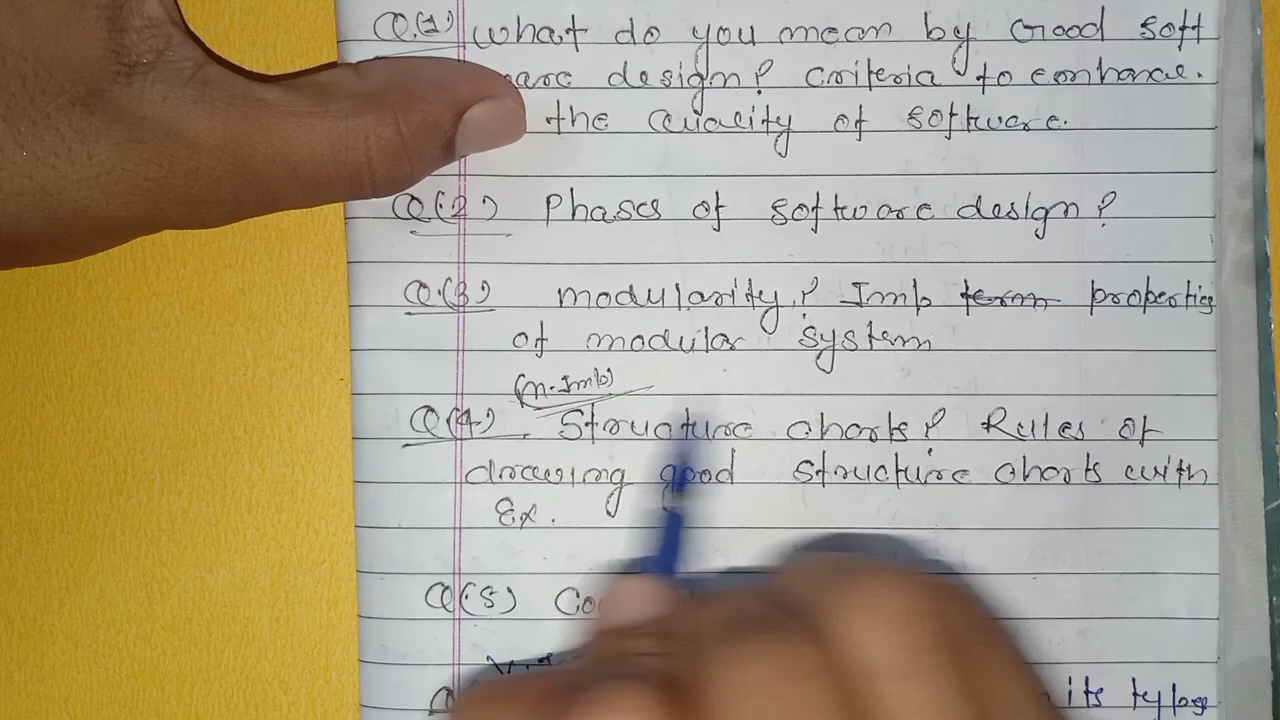 Q.(1) What do you mean by Good soft
ware design? Criteria to enhance.
the Quality of software.
Q.(2) Phases of software design?
Q.(3) modularity? Imp term properties
of modular system
(m.Imp)
Q.(4). Structure charts? Rules of
drawing good structure charts with
Ex.
Q.(5) Co
its types